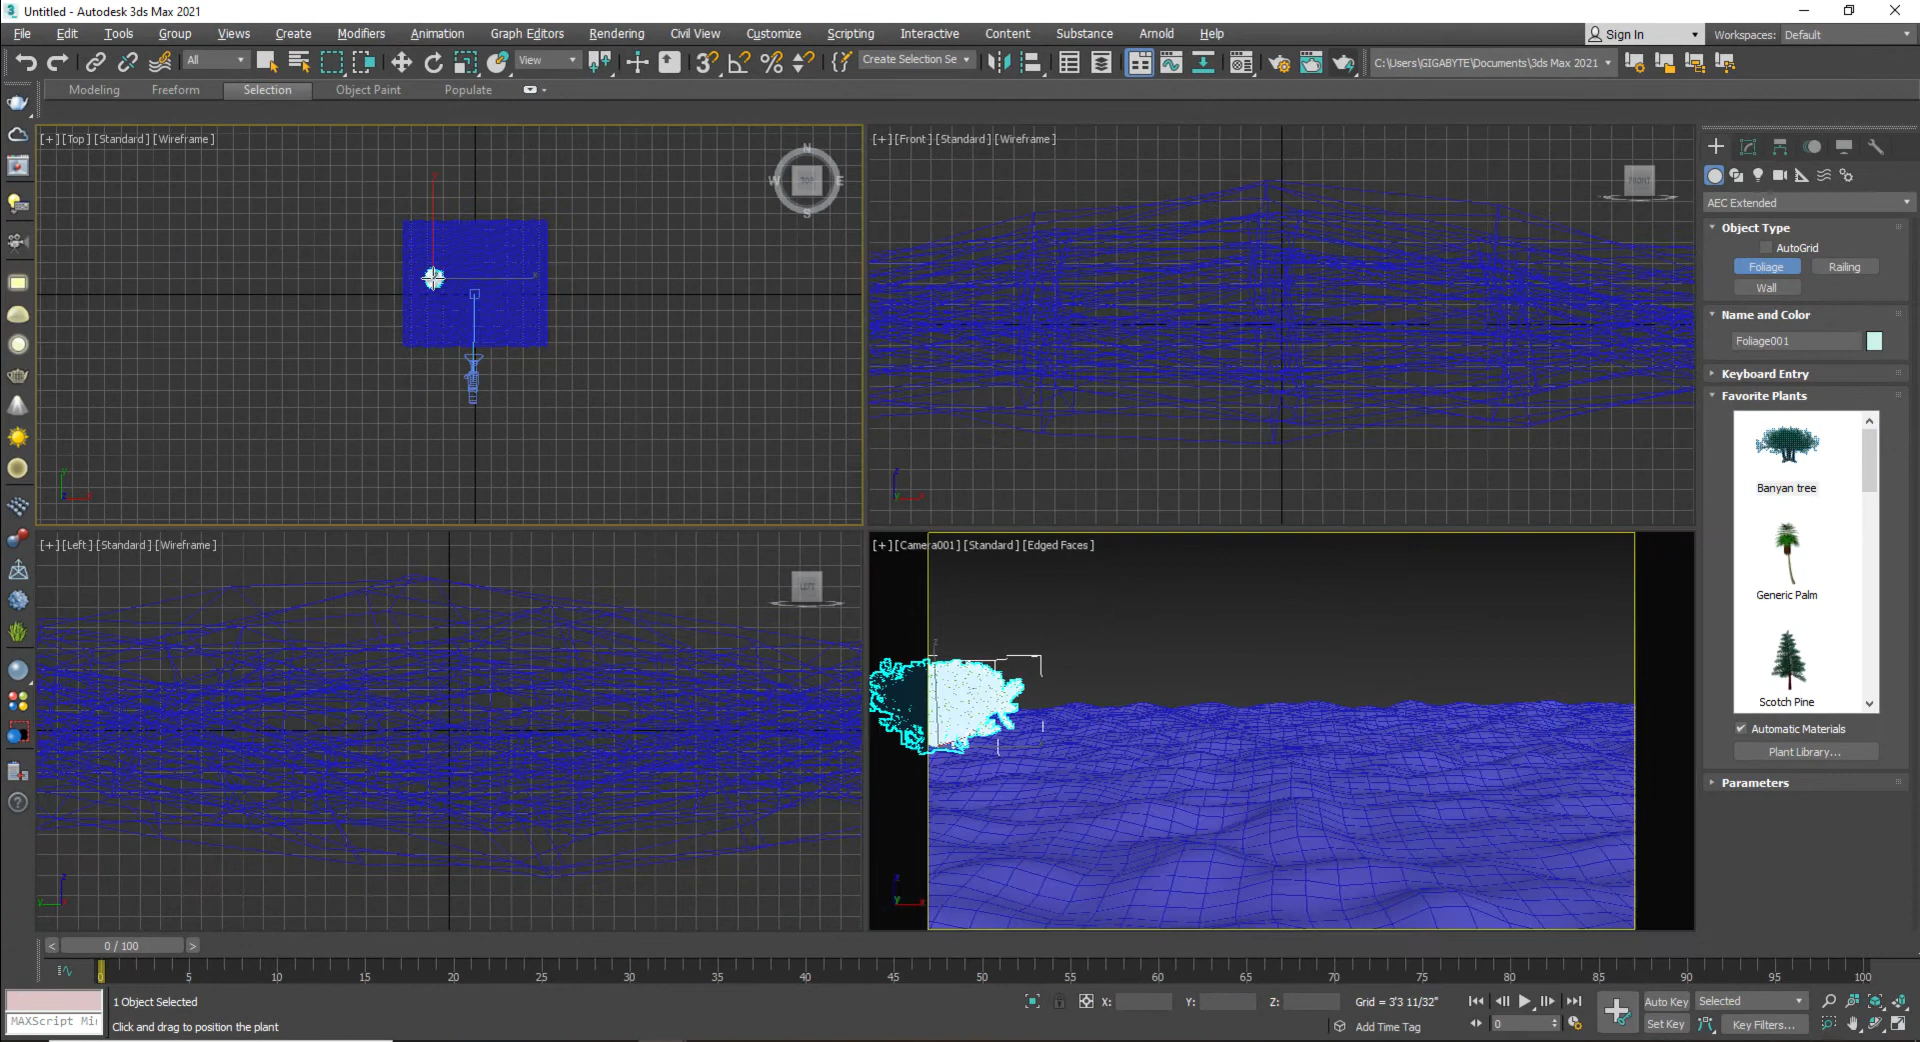 Untitled - Autodesk 3ds Max 2021
File Edit Tools Group Views Create Modifiers Animation Graph Editors Rendering Civil View Customize Scripting Interactive Content Substance Arnold Help Sign In Workspaces: Default
All View Create Selection Se C:\Users\GIGABYTE\Documents\3ds Max 2021
Modeling Freeform Selection Object Paint Populate
[+] [Top] [Standard] [Wireframe]
[+] [Front] [Standard] [Wireframe]
N
W TOP E
S
FRONT
y
x
AEC Extended
Object Type
AutoGrid
Foliage Railing
Wall
Name and Color
Foliage001
Keyboard Entry
Favorite Plants
Banyan tree
Generic Palm
Scotch Pine
Automatic Materials
Plant Library...
Parameters
[+] [Left] [Standard] [Wireframe]
LEFT
[+] [Camera001] [Standard] [Edged Faces]
z
z
y
z
y x
< 0 / 100 >
0 5 10 15 20 25 30 35 40 45 50 55 60 65 70 75 80 85 90 95 100
1 Object Selected X: Y: Z: Grid = 3'3 11/32" Auto Key Selected
MAXScript Mi Click and drag to position the plant Add Time Tag 0 Set Key Key Filters...